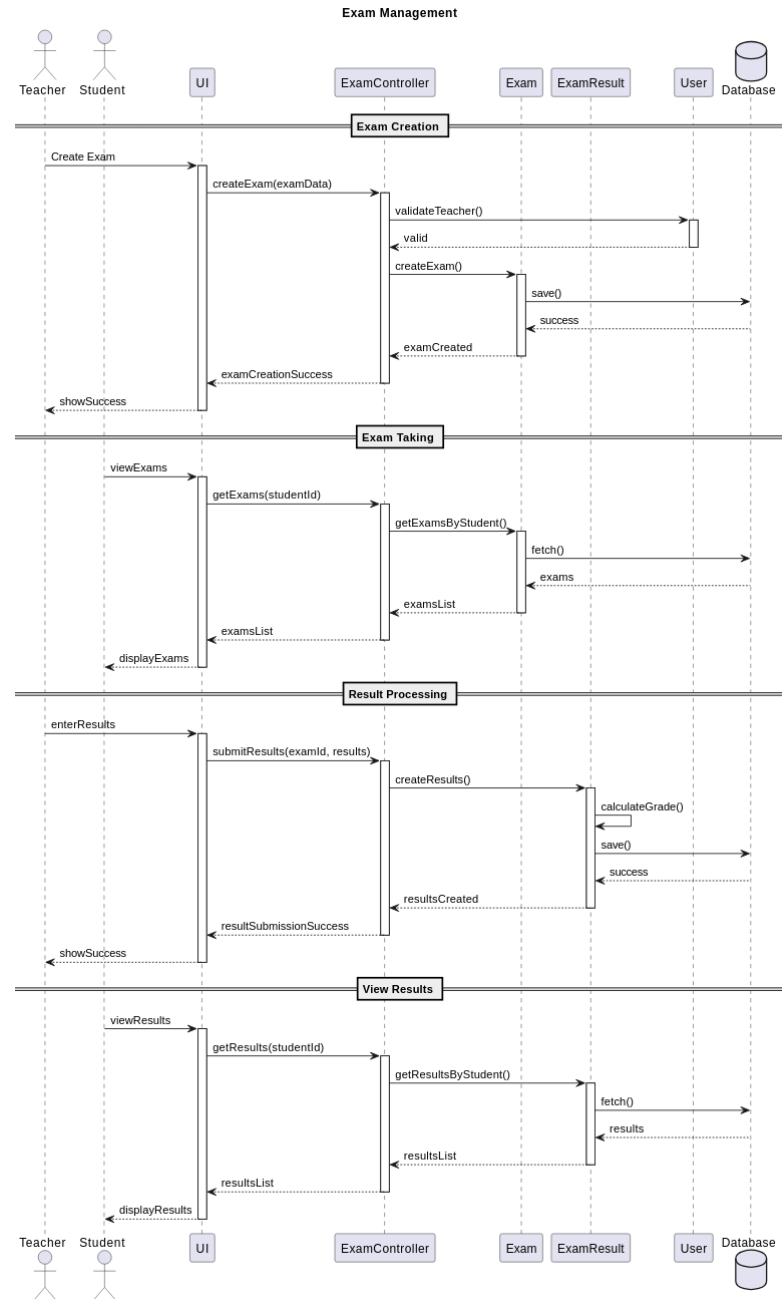 Exam Management
Teacher Student UI ExamController Exam ExamResult User Database
Exam Creation
Create Exam
createExam(examData)
validateTeacher()
valid
createExam()
save()
success
examCreated
examCreationSuccess
showSuccess
Exam Taking
viewExams
getExams(studentId)
getExamsByStudent()
fetch()
exams
examsList
examsList
displayExams
Result Processing
enterResults
submitResults(examId, results)
createResults()
calculateGrade()
save()
success
resultsCreated
resultSubmissionSuccess
showSuccess
View Results
viewResults
getResults(studentId)
getResultsByStudent()
fetch()
results
resultsList
resultsList
displayResults
Teacher Student UI ExamController Exam ExamResult User Database